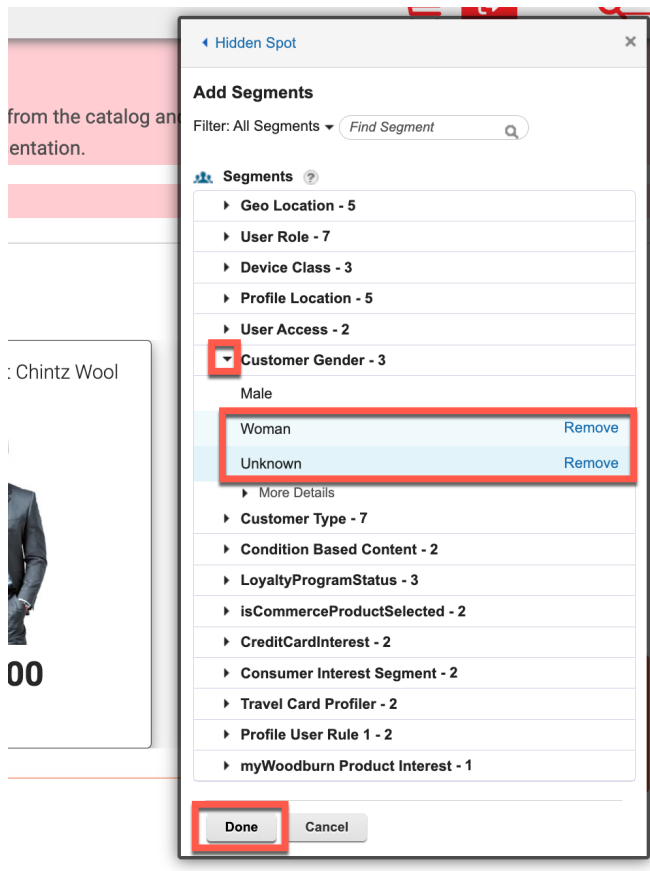 Hidden Spot
×
from the catalog and
entation.
Add Segments
Filter: All Segments
Find Segment
Segments ?
Geo Location - 5
User Role - 7
Device Class - 3
Profile Location - 5
User Access - 2
Customer Gender - 3
Chintz Wool
Male
Woman Remove
Unknown Remove
More Details
Customer Type - 7
Condition Based Content - 2
LoyaltyProgramStatus - 3
isCommerceProductSelected - 2
CreditCardInterest - 2
Consumer Interest Segment - 2
00
Travel Card Profiler - 2
Profile User Rule 1 - 2
myWoodburn Product Interest - 1
Done Cancel